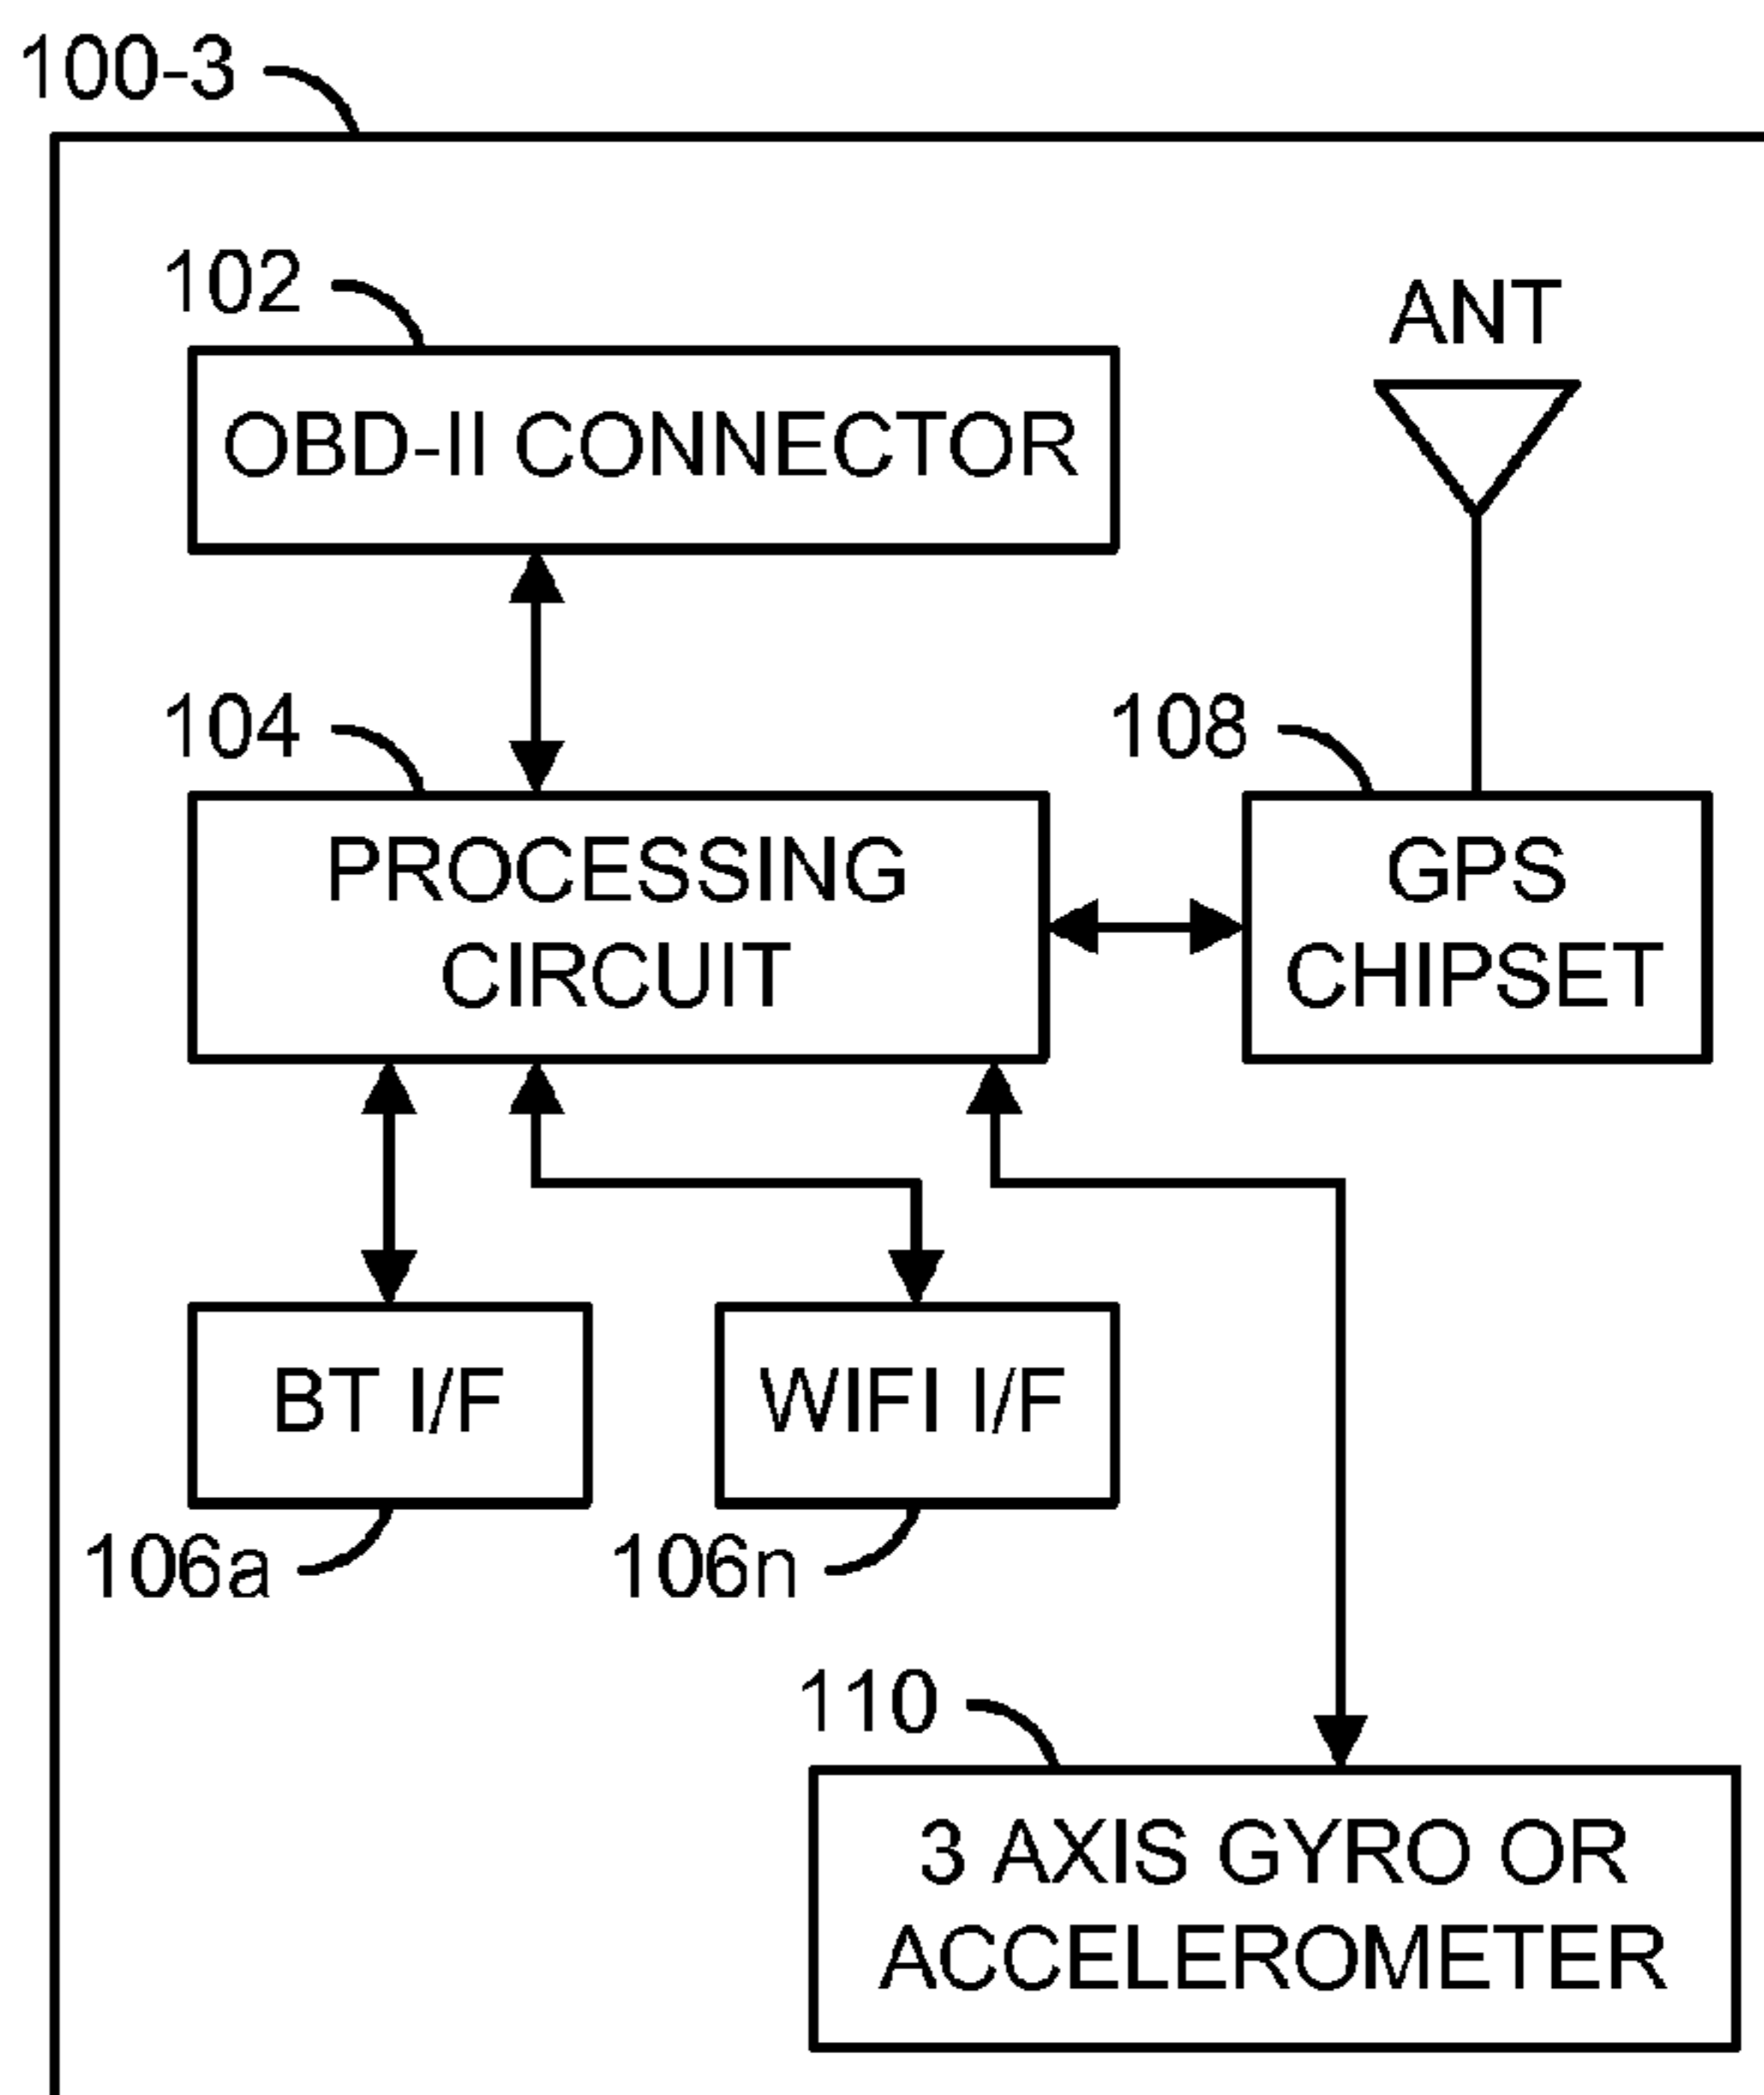 100-3
102
ANT
OBD-II CONNECTOR
104
108
PROCESSING
CIRCUIT
GPS
CHIPSET
BT I/F
WIFI I/F
106a
106n
110
3 AXIS GYRO OR
ACCELEROMETER